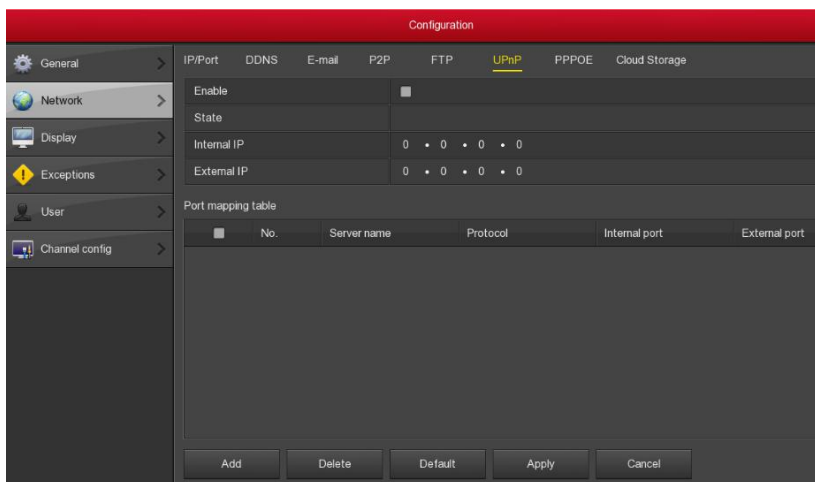 Configuration
General
Network
Display
Exceptions
User
Channel config
IP/Port DDNS E-mail P2P FTP UPnP PPPOE Cloud Storage
Enable
State
Internal IP 0 . 0 . 0 . 0
External IP 0 . 0 . 0 . 0
Port mapping table
No. Server name Protocol Internal port External port
Add Delete Default Apply Cancel